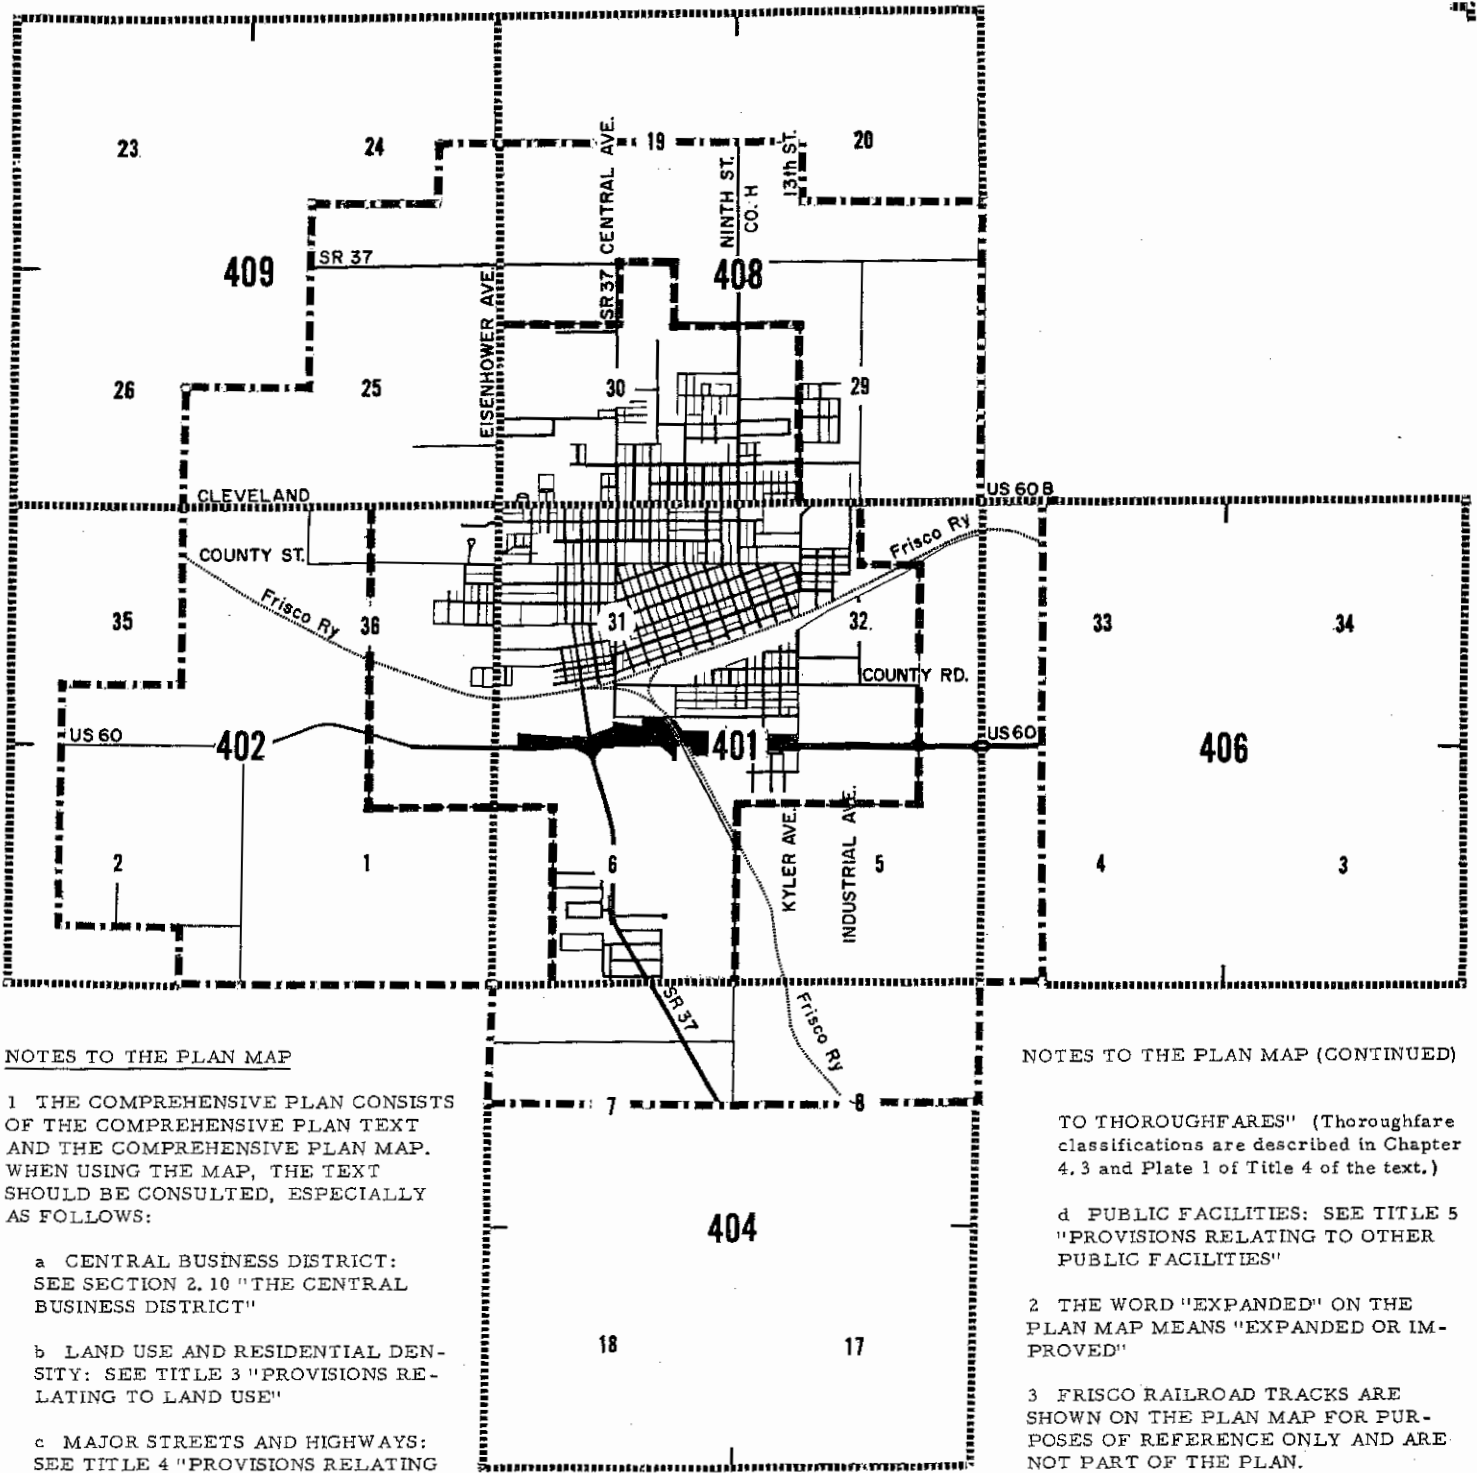 23
24
19
20
SR 37 CENTRAL AVE.
NINTH ST.
CO. H
13th ST.
409
SR 37
408
EISENHOWER AVE.
26
25
30
29
CLEVELAND
US 60 B
COUNTY ST.
Frisco Ry
Frisco Ry
35
36
31
32
33
34
COUNTY RD.
US 60
402
401
US 60
406
KYLER AVE.
INDUSTRIAL AVE.
2
1
6
5
4
3
SR 37
Frisco Ry
7
8
404
18
17
NOTES TO THE PLAN MAP
1 THE COMPREHENSIVE PLAN CONSISTS
OF THE COMPREHENSIVE PLAN TEXT
AND THE COMPREHENSIVE PLAN MAP.
WHEN USING THE MAP, THE TEXT
SHOULD BE CONSULTED, ESPECIALLY
AS FOLLOWS:
a CENTRAL BUSINESS DISTRICT:
SEE SECTION 2.10 "THE CENTRAL
BUSINESS DISTRICT"
b LAND USE AND RESIDENTIAL DEN-
SITY: SEE TITLE 3 "PROVISIONS RE-
LATING TO LAND USE"
c MAJOR STREETS AND HIGHWAYS:
SEE TITLE 4 "PROVISIONS RELATING
NOTES TO THE PLAN MAP (CONTINUED)
TO THOROUGHFARES" (Thoroughfare
classifications are described in Chapter
4.3 and Plate 1 of Title 4 of the text.)
d PUBLIC FACILITIES: SEE TITLE 5
"PROVISIONS RELATING TO OTHER
PUBLIC FACILITIES"
2 THE WORD "EXPANDED" ON THE
PLAN MAP MEANS "EXPANDED OR IM-
PROVED"
3 FRISCO RAILROAD TRACKS ARE
SHOWN ON THE PLAN MAP FOR PUR-
POSES OF REFERENCE ONLY AND ARE
NOT PART OF THE PLAN.